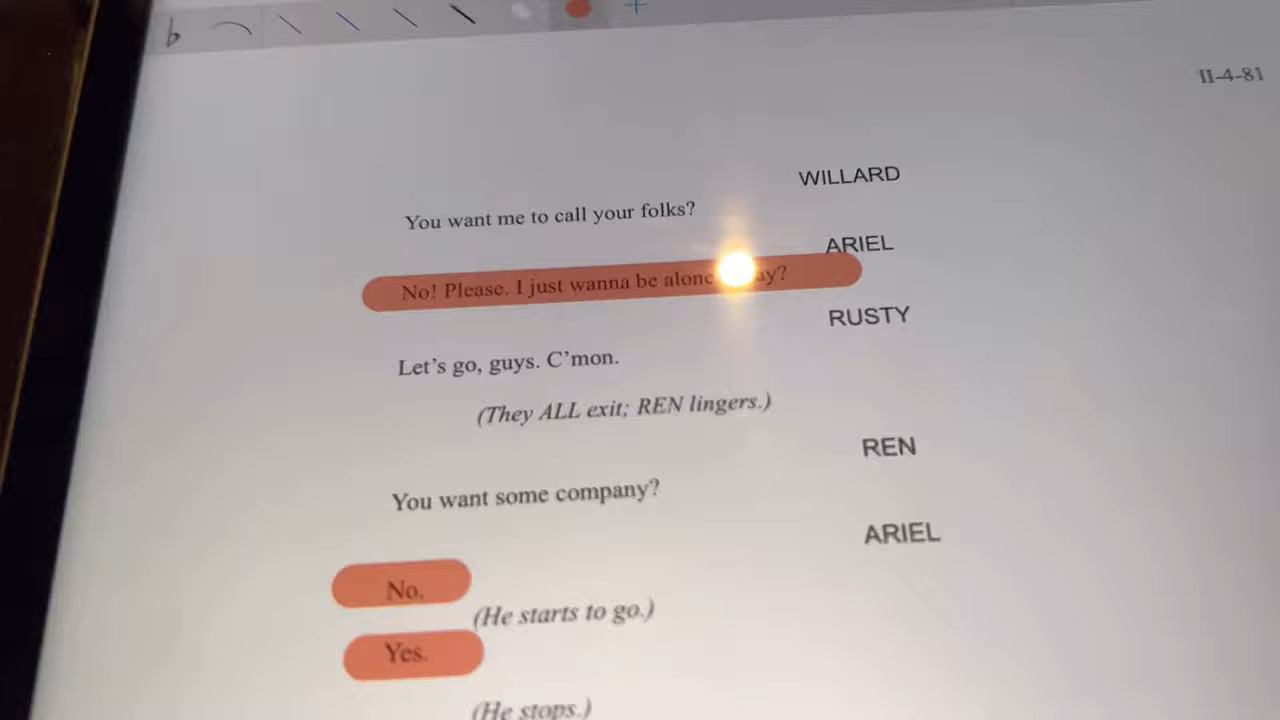 II-4-81
WILLARD
You want me to call your folks?
ARIEL
No! Please. I just wanna be alone
RUSTY
Let's go, guys. C'mon.
(They ALL exit; REN lingers.)
REN
You want some company?
ARIEL
No.
(He starts to go.)
Yes.
(He stops.)